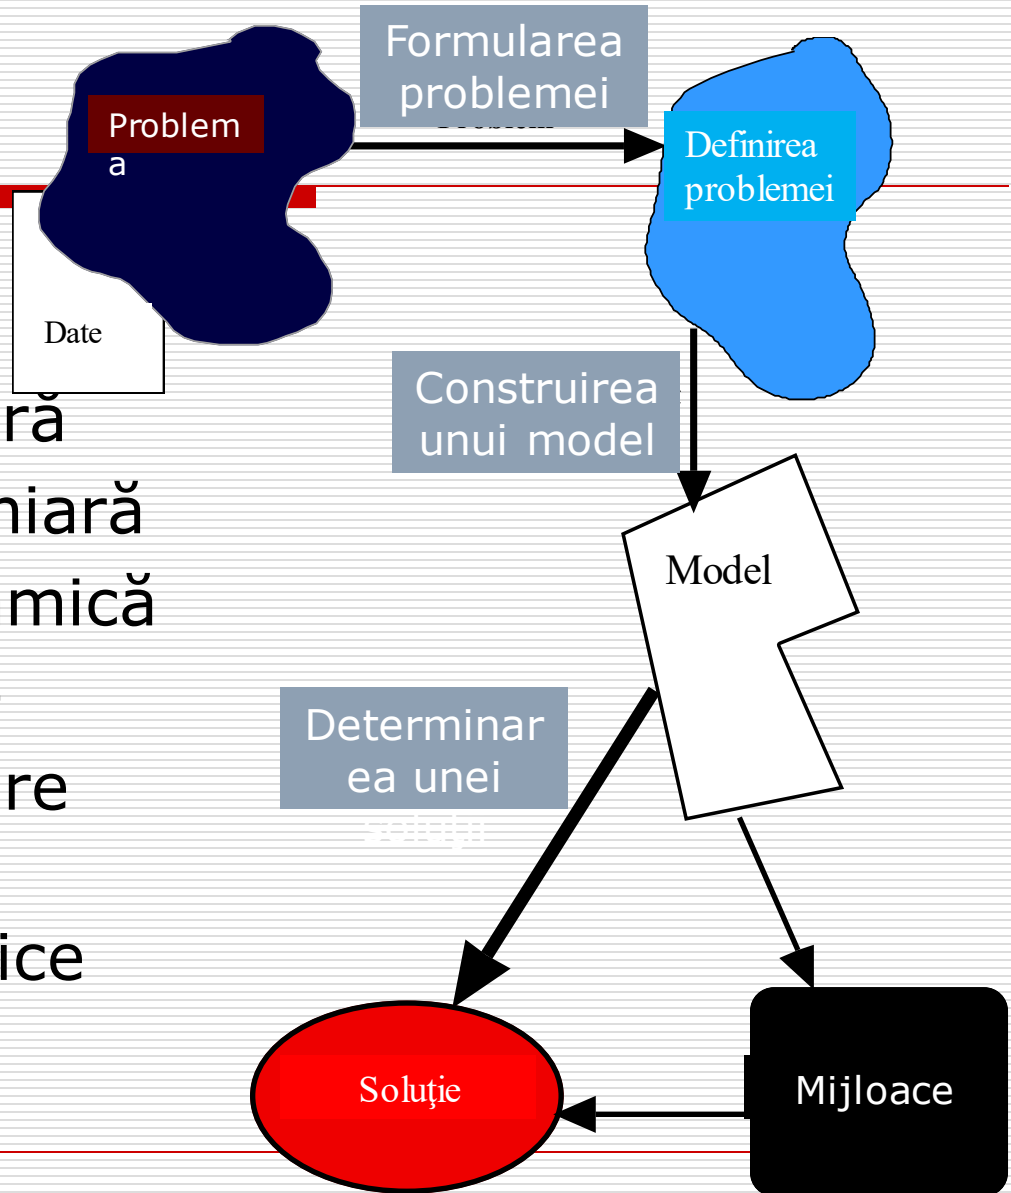 Formularea
problemei
Problem
a
Definirea
problemei
Date
Construirea
unui model
ră
niară
mică
Model
Determinar
ea unei
soluţii
re
ice
Soluţie
Mijloace